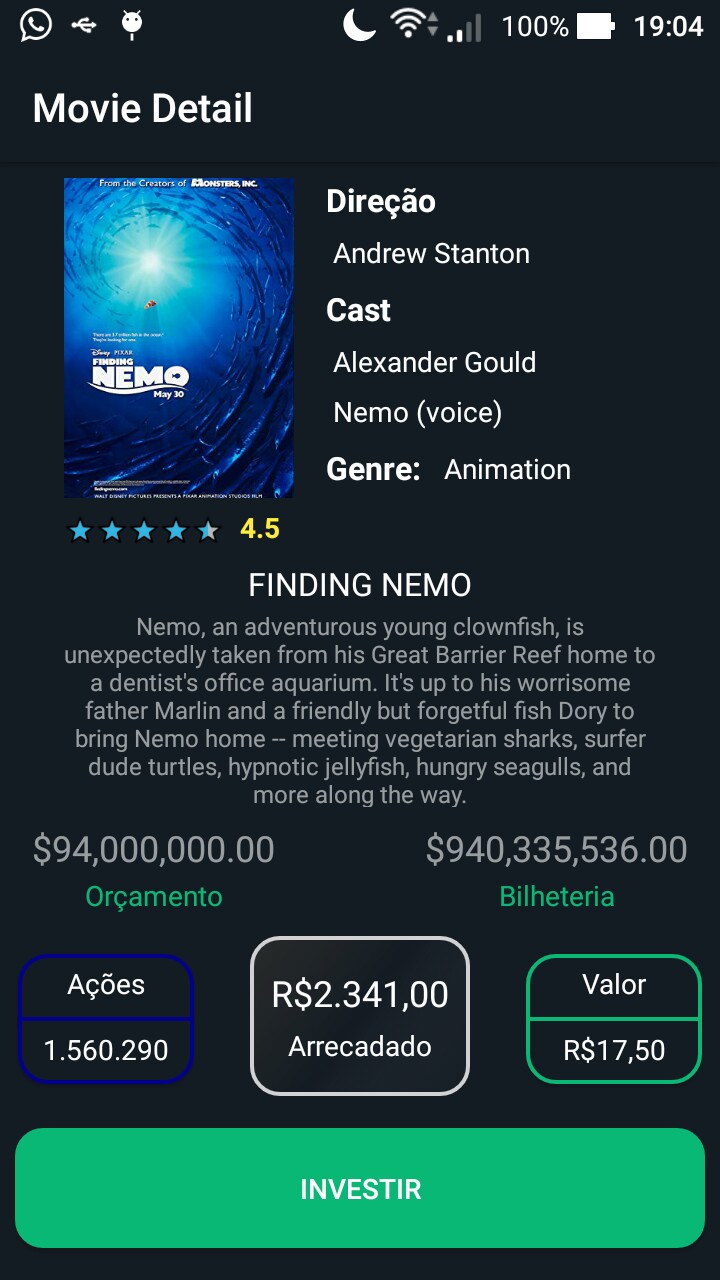 100% 19:04
Movie Detail
From the Creators of MONSTERS, INC.
There are 3.7 trillion fish in the ocean.
They're looking for one.
Disney PIXAR
FINDING
NEMO
May 30
findingnemo.com
WALT DISNEY PICTURES PRESENTS A PIXAR ANIMATION STUDIOS FILM
Direção
Andrew Stanton
Cast
Alexander Gould
Nemo (voice)
Genre: Animation
4.5
FINDING NEMO
Nemo, an adventurous young clownfish, is
unexpectedly taken from his Great Barrier Reef home to
a dentist's office aquarium. It's up to his worrisome
father Marlin and a friendly but forgetful fish Dory to
bring Nemo home -- meeting vegetarian sharks, surfer
dude turtles, hypnotic jellyfish, hungry seagulls, and
more along the way.
$94,000,000.00 $940,335,536.00
Orçamento Bilheteria
Ações
1.560.290
R$2.341,00
Arrecadado
Valor
R$17,50
INVESTIR